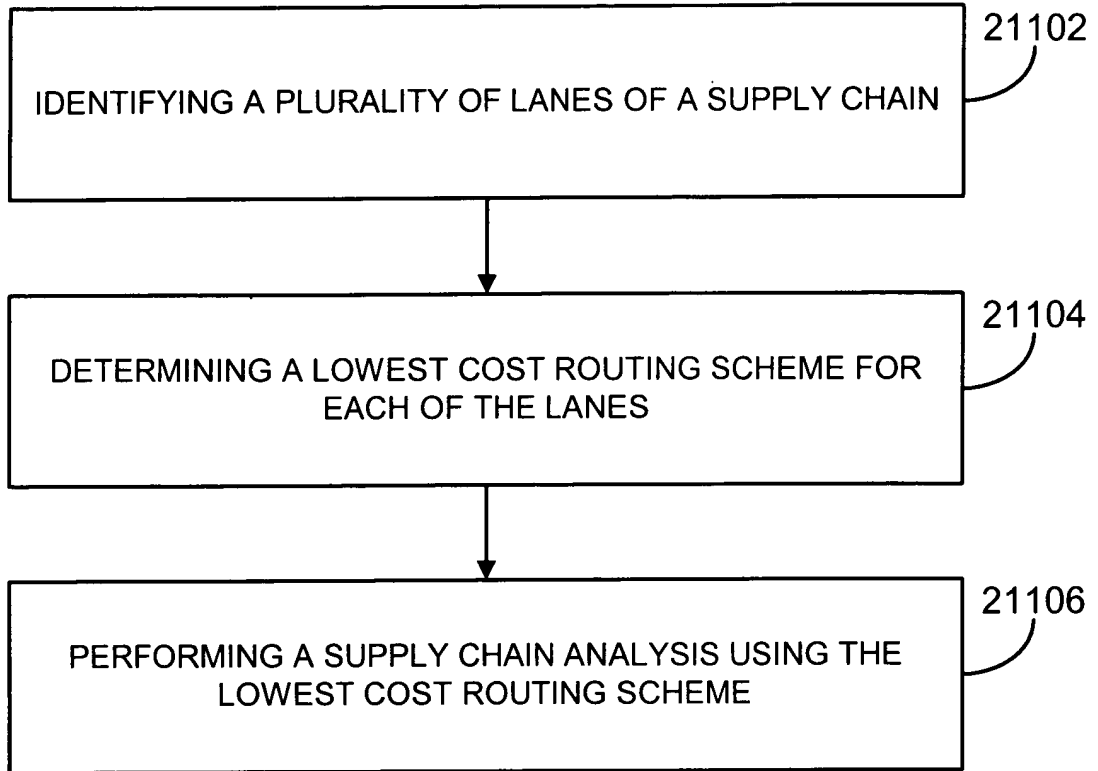 21102
IDENTIFYING A PLURALITY OF LANES OF A SUPPLY CHAIN
21104
DETERMINING A LOWEST COST ROUTING SCHEME FOR
EACH OF THE LANES
21106
PERFORMING A SUPPLY CHAIN ANALYSIS USING THE
LOWEST COST ROUTING SCHEME